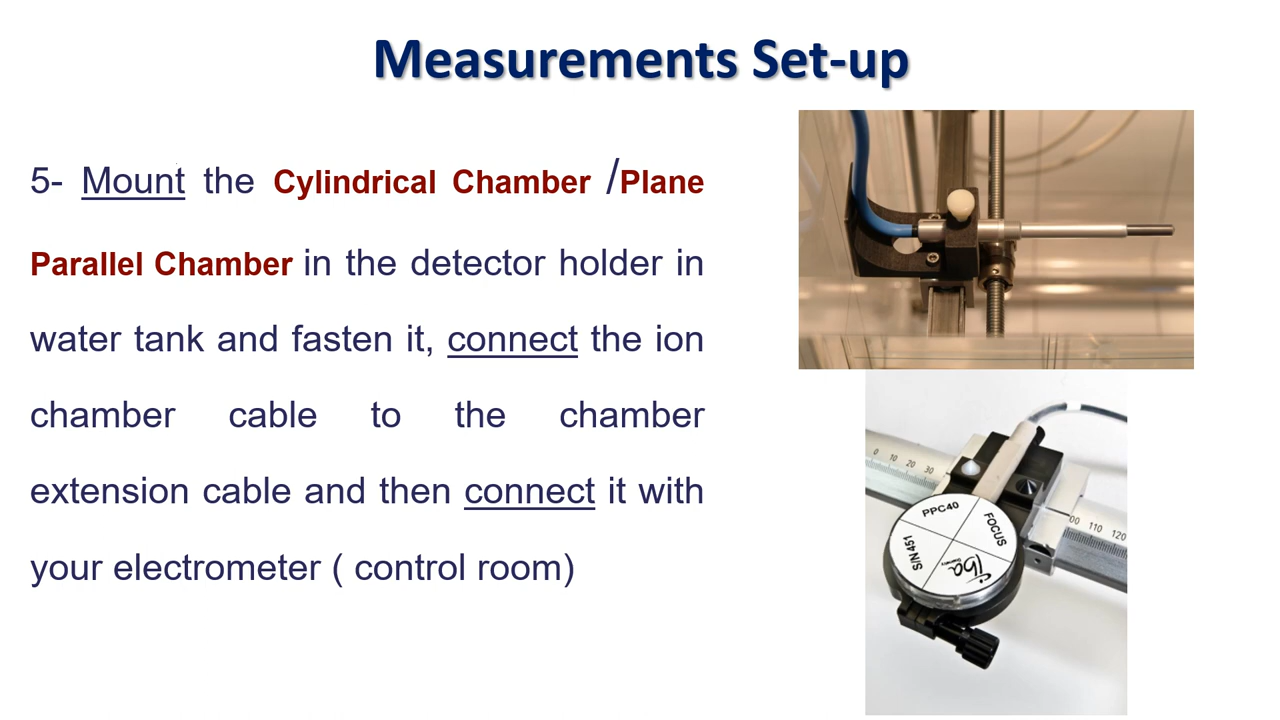 Measurements Set-up
5- Mount the Cylindrical Chamber /Plane
Parallel Chamber in the detector holder in
water tank and fasten it, connect the ion
chamber cable to the chamber
extension cable and then connect it with
your electrometer ( control room)
0 10 20 30
PPC40
FOCUS
S/N 451
iba
00 110 120